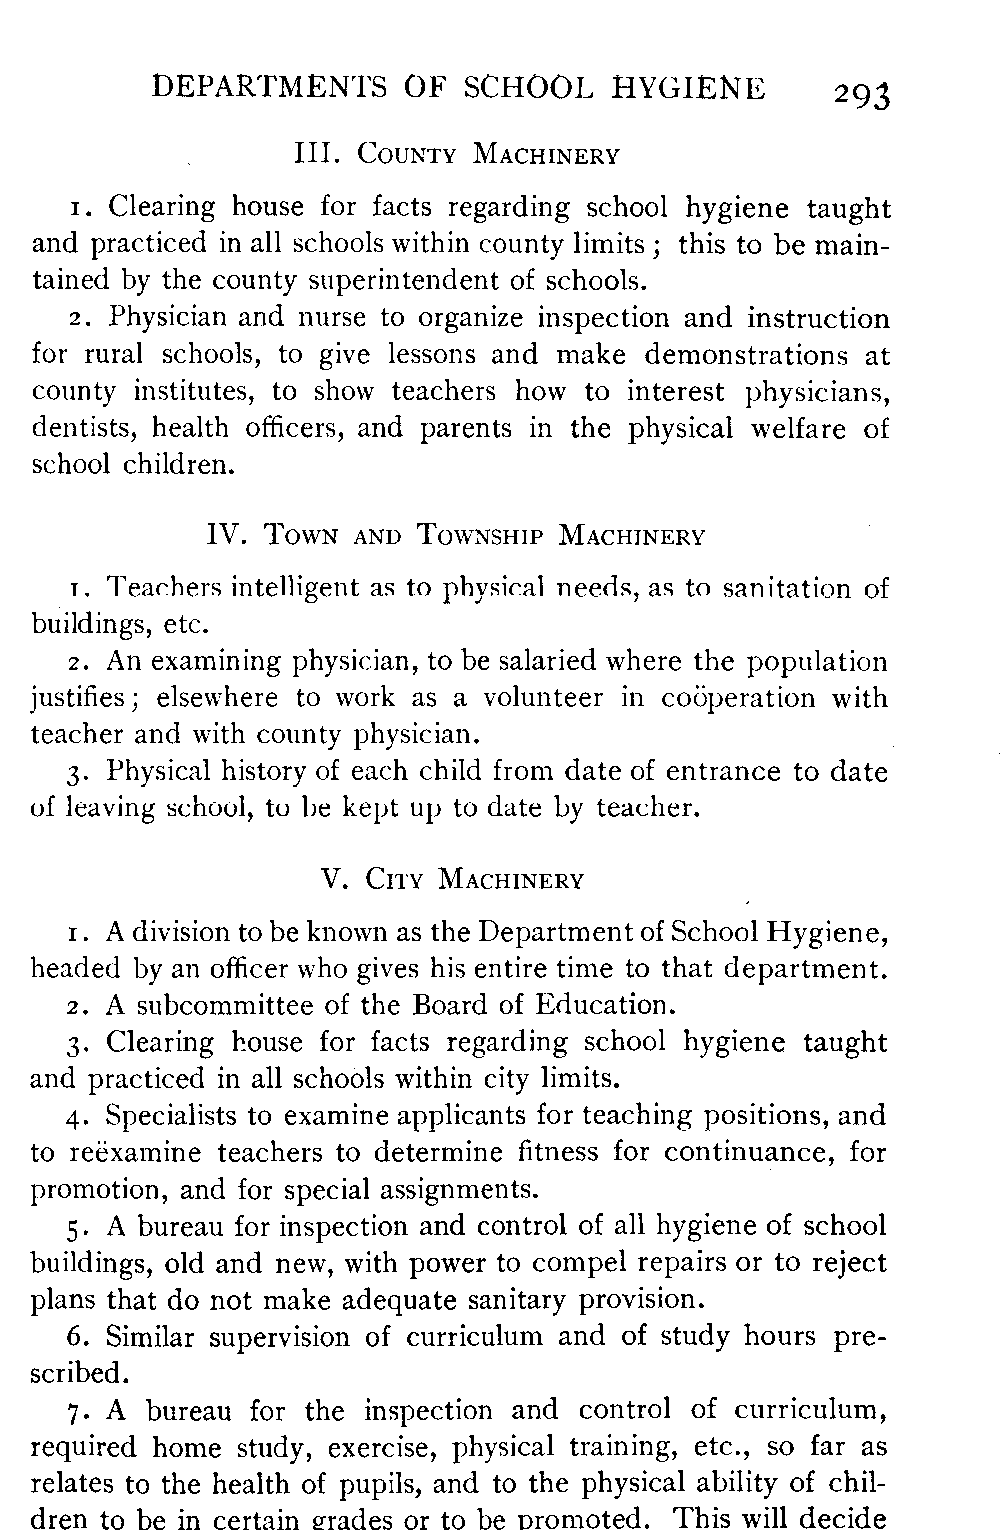 DEPARTMENTS OF SCHOOL HYGIENE 293
III. COUNTY MACHINERY
1. Clearing house for facts regarding school hygiene taught
and practiced in all schools within county limits; this to be main-
tained by the county superintendent of schools.
2. Physician and nurse to organize inspection and instruction
for rural schools, to give lessons and make demonstrations at
county institutes, to show teachers how to interest physicians,
dentists, health officers, and parents in the physical welfare of
school children.
IV. TOWN AND TOWNSHIP MACHINERY
1. Teachers intelligent as to physical needs, as to sanitation of
buildings, etc.
2. An examining physician, to be salaried where the population
justifies; elsewhere to work as a volunteer in coöperation with
teacher and with county physician.
3. Physical history of each child from date of entrance to date
of leaving school, to be kept up to date by teacher.
V. CITY MACHINERY
1. A division to be known as the Department of School Hygiene,
headed by an officer who gives his entire time to that department.
2. A subcommittee of the Board of Education.
3. Clearing house for facts regarding school hygiene taught
and practiced in all schools within city limits.
4. Specialists to examine applicants for teaching positions, and
to reëxamine teachers to determine fitness for continuance, for
promotion, and for special assignments.
5. A bureau for inspection and control of all hygiene of school
buildings, old and new, with power to compel repairs or to reject
plans that do not make adequate sanitary provision.
6. Similar supervision of curriculum and of study hours pre-
scribed.
7. A bureau for the inspection and control of curriculum,
required home study, exercise, physical training, etc., so far as
relates to the health of pupils, and to the physical ability of chil-
dren to be in certain grades or to be promoted. This will decide